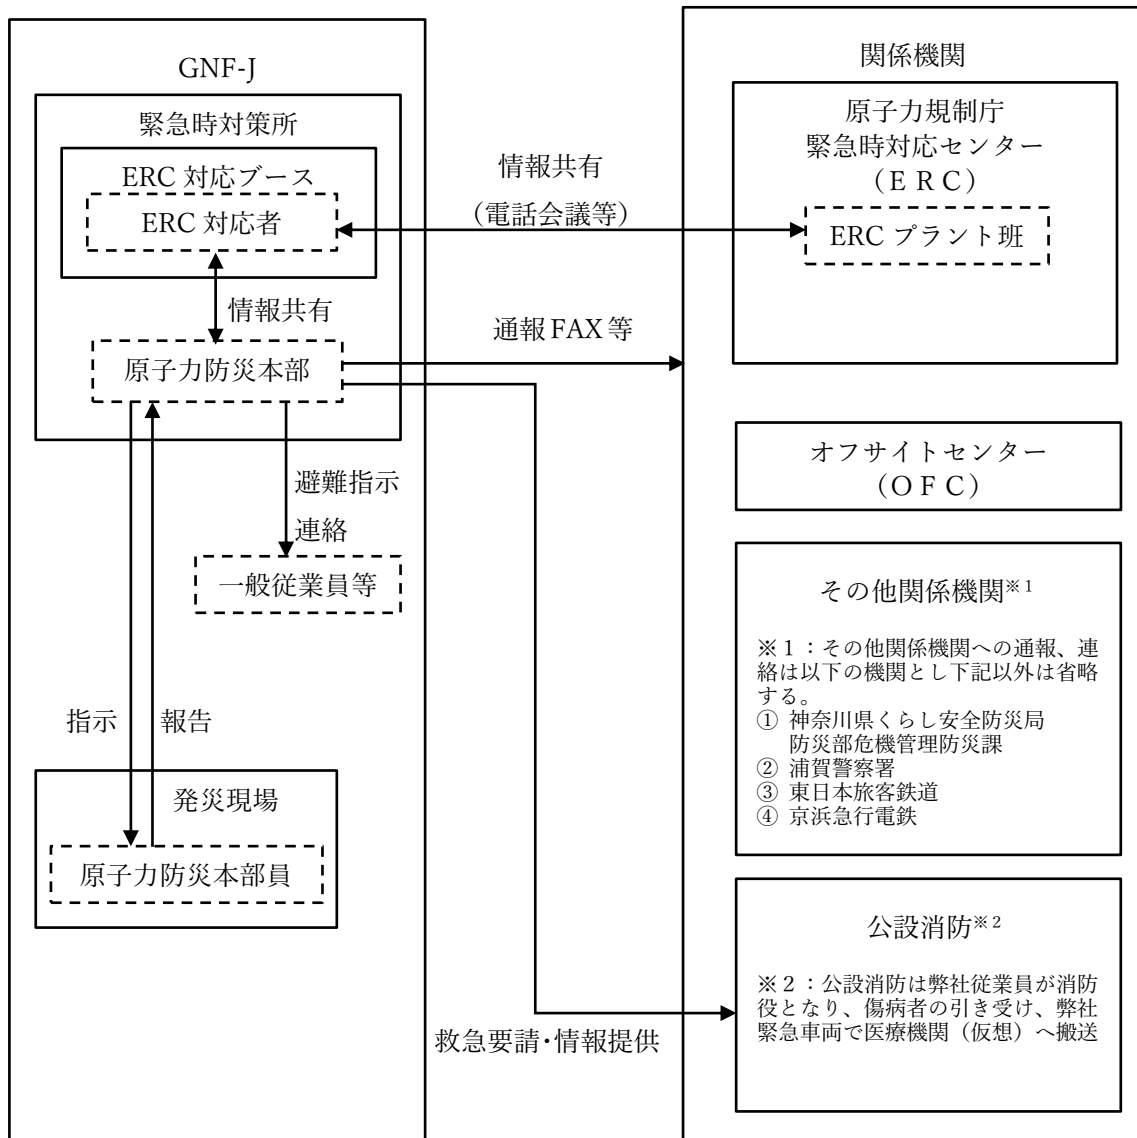 GNF-J
緊急時対策所
ERC 対応ブース
ERC 対応者
情報共有
原子力防災本部
避難指示
連絡
一般従業員等
指示
報告
発災現場
原子力防災本部員
情報共有
（電話会議等）
通報 FAX 等
救急要請・情報提供
関係機関
原子力規制庁
緊急時対応センター
（ＥＲＣ）
ERC プラント班
オフサイトセンター
（ＯＦＣ）
その他関係機関※１
※１：その他関係機関への通報、連
絡は以下の機関とし下記以外は省略
する。
① 神奈川県くらし安全防災局
防災部危機管理防災課
② 浦賀警察署
③ 東日本旅客鉄道
④ 京浜急行電鉄
公設消防※２
※２：公設消防は弊社従業員が消防
役となり、傷病者の引き受け、弊社
緊急車両で医療機関（仮想）へ搬送